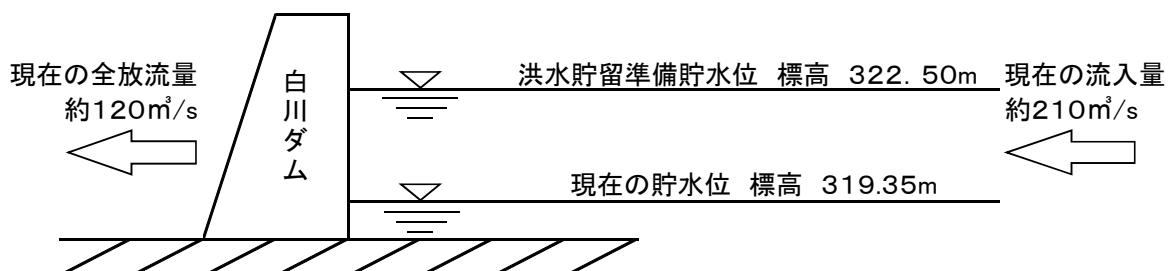 現在の全放流量
約120㎥/s
白川ダム
洪水貯留準備貯水位 標高 322.50m
現在の貯水位 標高 319.35m
現在の流入量
約210㎥/s